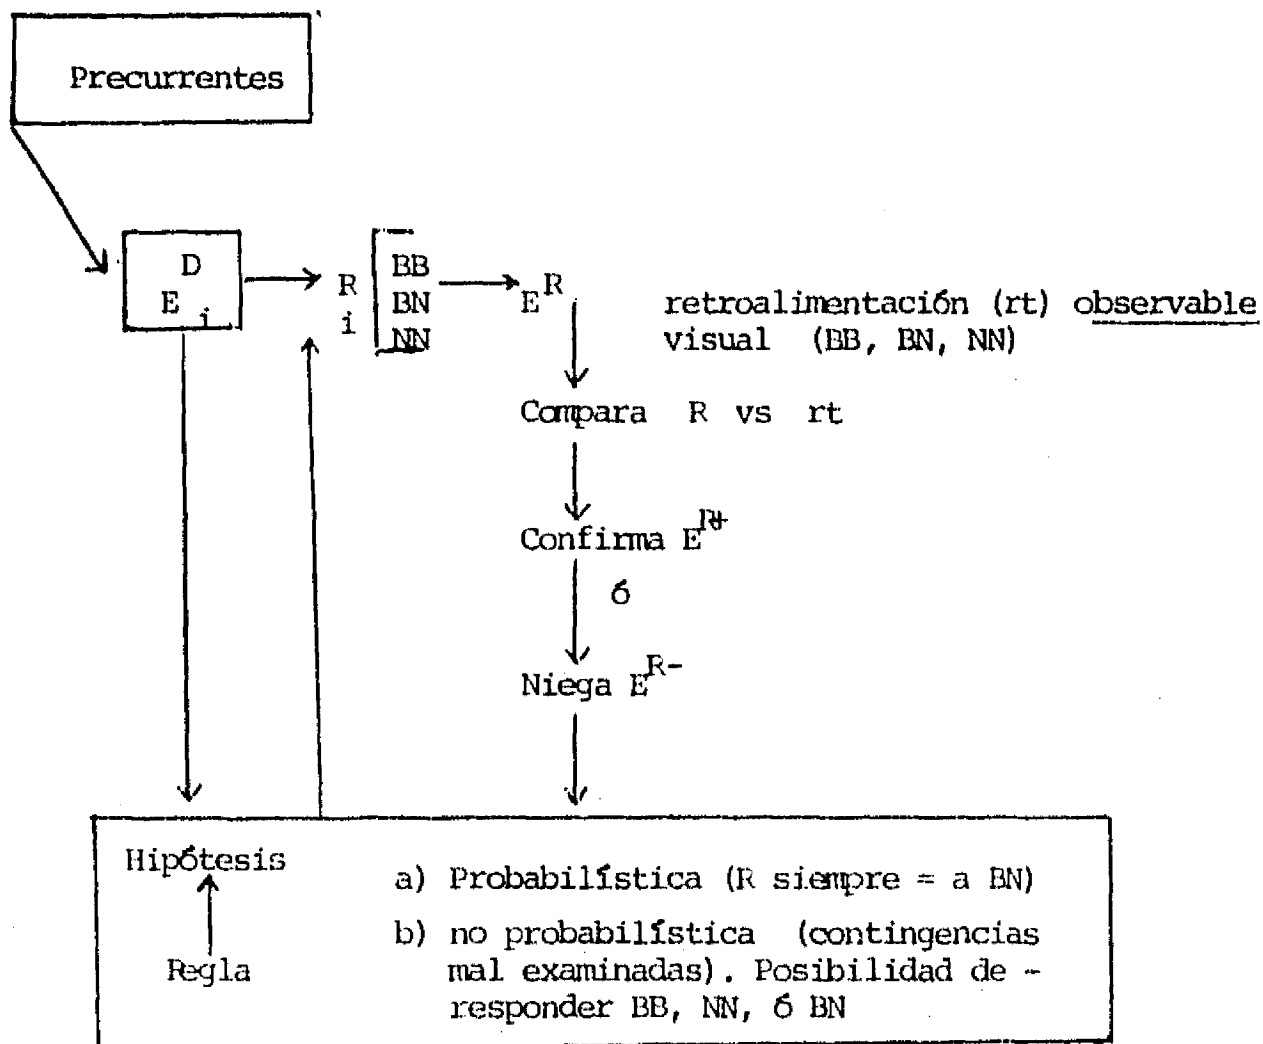 Precurrentes
D
E i
R i
BB
BN
NN
E R
retroalimentación (rt) observable
visual (BB, BN, NN)
Compara R vs rt
Confirma E R+
ó
Niega E R-
Hipótesis
Regla
a) Probabilística (R siempre = a BN)
b) no probabilística (contingencias
mal examinadas). Posibilidad de -
responder BB, NN, ó BN